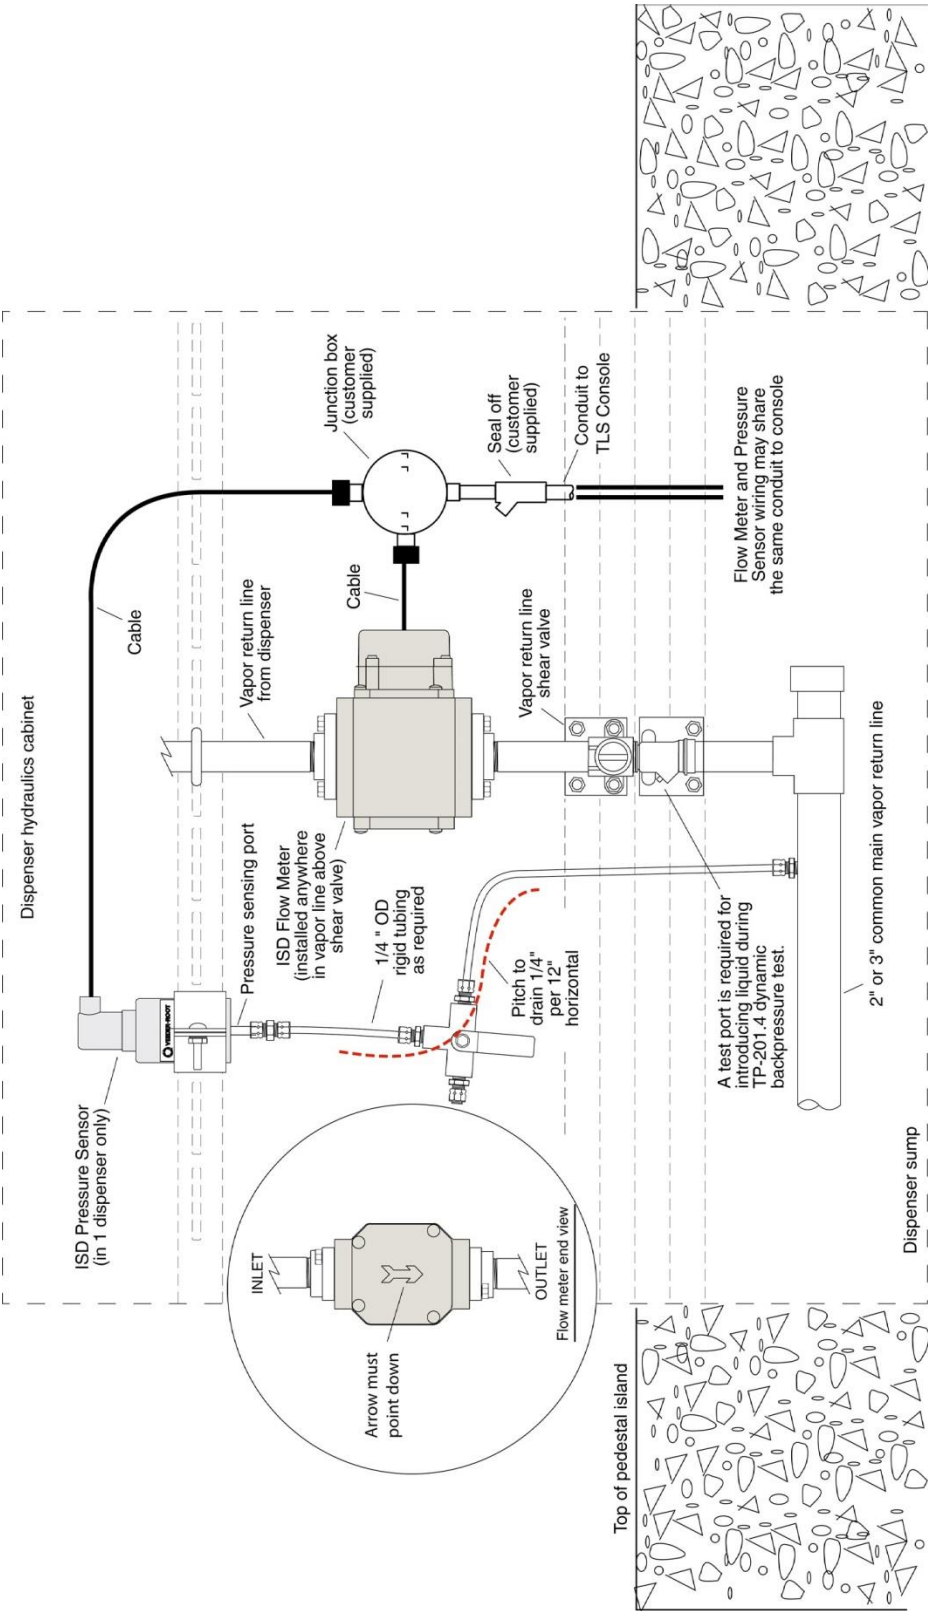 Dispenser hydraulics cabinet
ISD Pressure Sensor
(in 1 dispenser only)
VEEDER-ROOT
Cable
Pressure sensing port
Vapor return line
from dispenser
Junction box
(customer
supplied)
ISD Flow Meter
(installed anywhere
in vapor line above
shear valve)
Cable
1/4 " OD
rigid tubing
as required
Seal off
(customer
supplied)
INLET
Arrow must
point down
OUTLET
Flow meter end view
Pitch to
drain 1/4"
per 12"
horizontal
Vapor return line
shear valve
Conduit to
TLS Console
Top of pedestal island
A test port is required for
introducing liquid during
TP-201.4 dynamic
backpressure test.
Flow Meter and Pressure
Sensor wiring may share
the same conduit to console
2" or 3" common main vapor return line
Dispenser sump